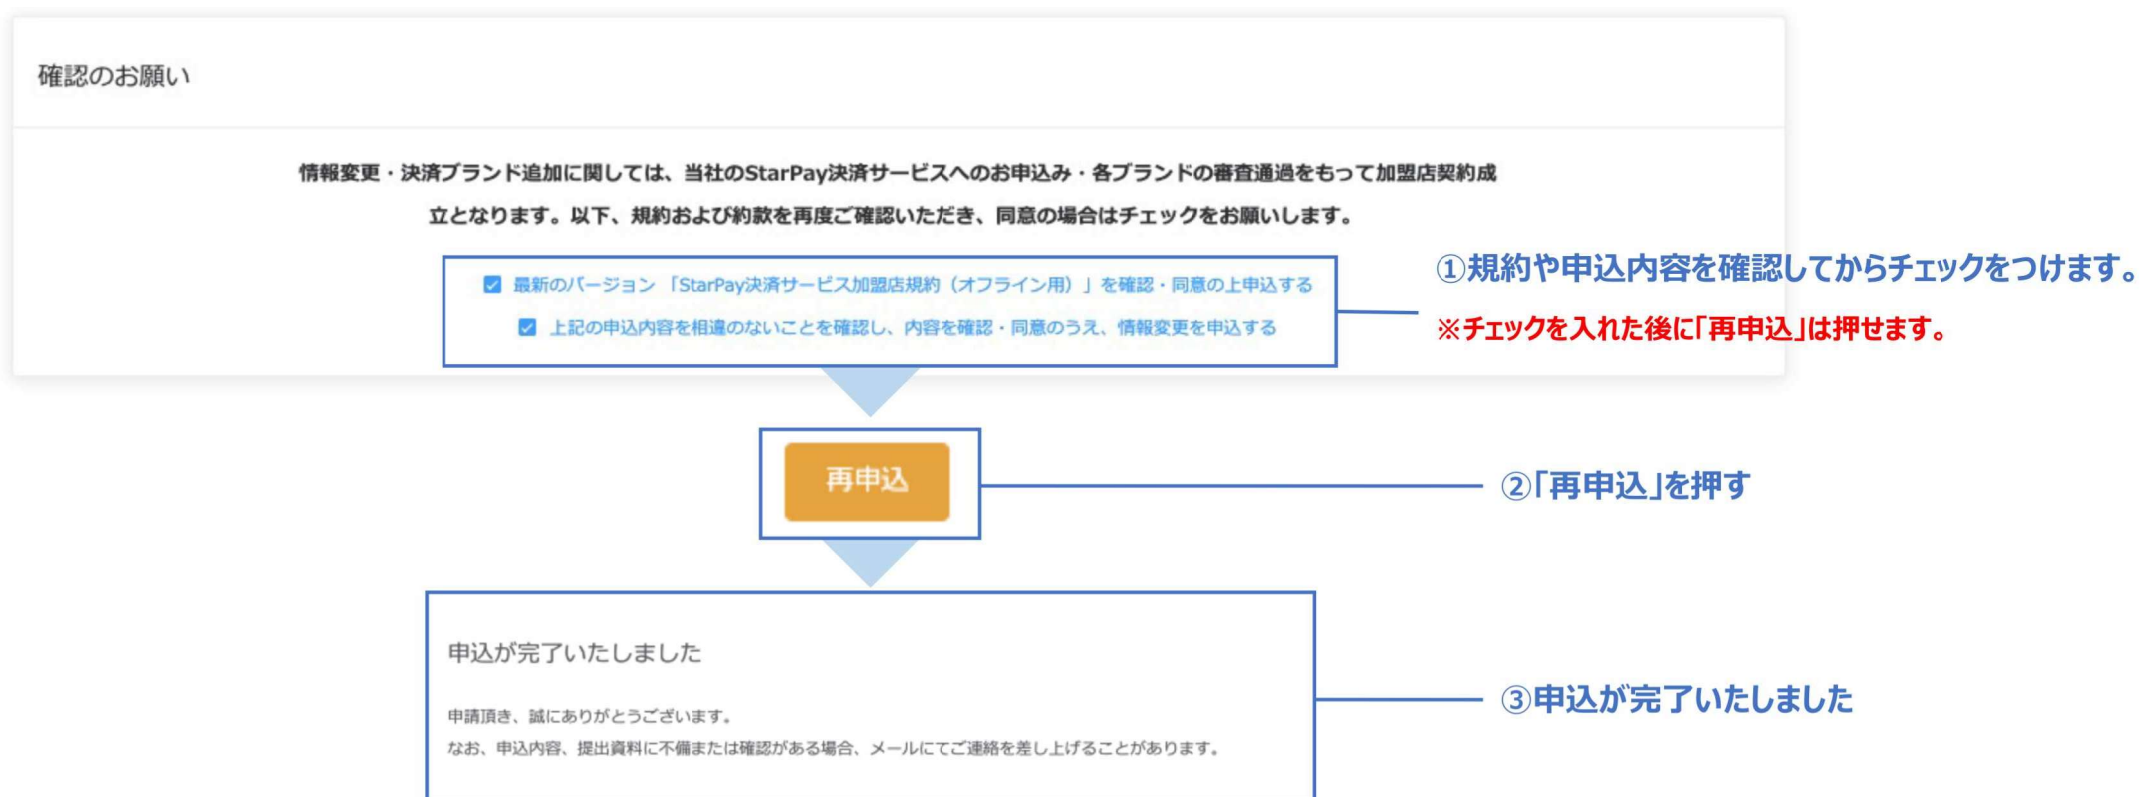 確認のお願い
情報変更・決済ブランド追加に関しては、当社のStarPay決済サービスへのお申込み・各ブランドの審査通過をもって加盟店契約成
立となります。以下、規約および約款を再度ご確認いただき、同意の場合はチェックをお願いします。
最新のバージョン 「StarPay決済サービス加盟店規約（オフライン用）」を確認・同意の上申込する
上記の申込内容を相違のないことを確認し、内容を確認・同意のうえ、情報変更を申込する
①規約や申込内容を確認してからチェックをつけます。
※チェックを入れた後に「再申込」は押せます。
再申込
②「再申込」を押す
申込が完了いたしました
申請頂き、誠にありがとうございます。
なお、申込内容、提出資料に不備または確認がある場合、メールにてご連絡を差し上げることがあります。
③申込が完了いたしました